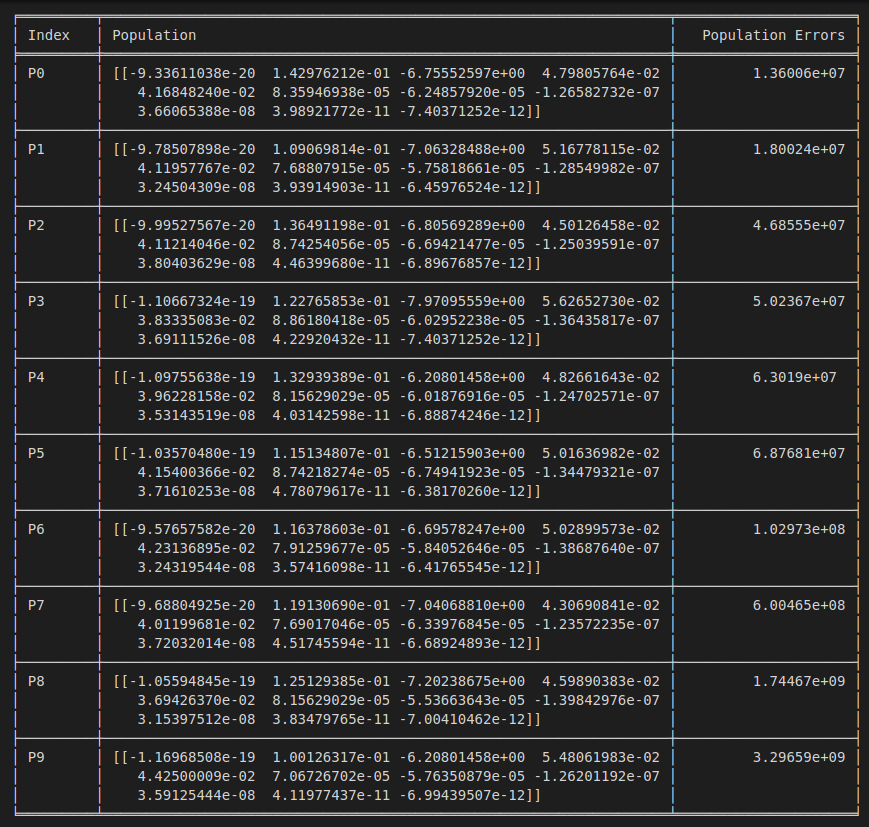 Index Population Population Errors
P0 [[-9.33611038e-20 1.42976212e-01 -6.75552597e+00 4.79805764e-02 1.36006e+07
4.16848240e-02 8.35946938e-05 -6.24857920e-05 -1.26582732e-07
3.66065388e-08 3.98921772e-11 -7.40371252e-12]]
P1 [[-9.78507898e-20 1.09069814e-01 -7.06328488e+00 5.16778115e-02 1.80024e+07
4.11957767e-02 7.68807915e-05 -5.75818661e-05 -1.28549982e-07
3.24504309e-08 3.93914903e-11 -6.45976524e-12]]
P2 [[-9.99527567e-20 1.36491198e-01 -6.80569289e+00 4.50126458e-02 4.68555e+07
4.11214046e-02 8.74254056e-05 -6.69421477e-05 -1.25039591e-07
3.80403629e-08 4.46399680e-11 -6.89676857e-12]]
P3 [[-1.10667324e-19 1.22765853e-01 -7.97095559e+00 5.62652730e-02 5.02367e+07
3.83335083e-02 8.86180418e-05 -6.02952238e-05 -1.36435817e-07
3.69111526e-08 4.22920432e-11 -7.40371252e-12]]
P4 [[-1.09755638e-19 1.32939389e-01 -6.20801458e+00 4.82661643e-02 6.3019e+07
3.96228158e-02 8.15629029e-05 -6.01876916e-05 -1.24702571e-07
3.53143519e-08 4.03142598e-11 -6.88874246e-12]]
P5 [[-1.03570480e-19 1.15134807e-01 -6.51215903e+00 5.01636982e-02 6.87681e+07
4.15400366e-02 8.74218274e-05 -6.74941923e-05 -1.34479321e-07
3.71610253e-08 4.78079617e-11 -6.38170260e-12]]
P6 [[-9.57657582e-20 1.16378603e-01 -6.69578247e+00 5.02899573e-02 1.02973e+08
4.23136895e-02 7.91259677e-05 -5.84052646e-05 -1.38687640e-07
3.24319544e-08 3.57416098e-11 -6.41765545e-12]]
P7 [[-9.68804925e-20 1.19130690e-01 -7.04068810e+00 4.30690841e-02 6.00465e+08
4.01199681e-02 7.69017046e-05 -6.33976845e-05 -1.23572235e-07
3.72032014e-08 4.51745594e-11 -6.68924893e-12]]
P8 [[-1.05594845e-19 1.25129385e-01 -7.20238675e+00 4.59890383e-02 1.74467e+09
3.69426370e-02 8.15629029e-05 -5.53663643e-05 -1.39842976e-07
3.15397512e-08 3.83479765e-11 -7.00410462e-12]]
P9 [[-1.16968508e-19 1.00126317e-01 -6.20801458e+00 5.48061983e-02 3.29659e+09
4.42500009e-02 7.06726702e-05 -5.76350879e-05 -1.26201192e-07
3.59125444e-08 4.11977437e-11 -6.99439507e-12]]